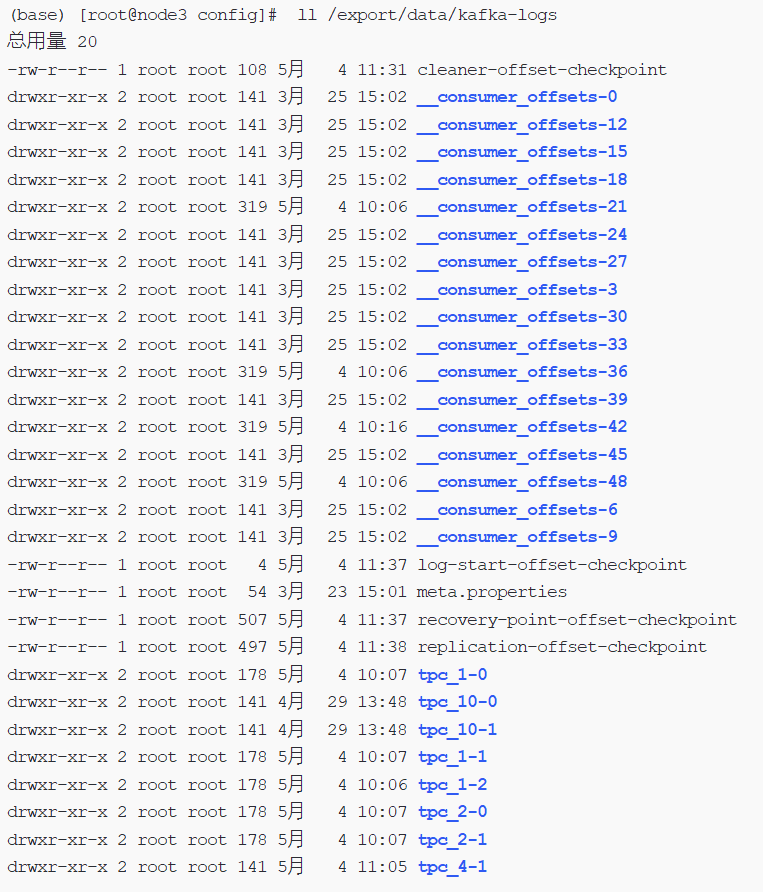 (base) [root@node3 config]#  ll /export/data/kafka-logs
总用量 20
-rw-r--r-- 1 root root 108 5月   4 11:31 cleaner-offset-checkpoint
drwxr-xr-x 2 root root 141 3月  25 15:02 __consumer_offsets-0
drwxr-xr-x 2 root root 141 3月  25 15:02 __consumer_offsets-12
drwxr-xr-x 2 root root 141 3月  25 15:02 __consumer_offsets-15
drwxr-xr-x 2 root root 141 3月  25 15:02 __consumer_offsets-18
drwxr-xr-x 2 root root 319 5月   4 10:06 __consumer_offsets-21
drwxr-xr-x 2 root root 141 3月  25 15:02 __consumer_offsets-24
drwxr-xr-x 2 root root 141 3月  25 15:02 __consumer_offsets-27
drwxr-xr-x 2 root root 141 3月  25 15:02 __consumer_offsets-3
drwxr-xr-x 2 root root 141 3月  25 15:02 __consumer_offsets-30
drwxr-xr-x 2 root root 141 3月  25 15:02 __consumer_offsets-33
drwxr-xr-x 2 root root 319 5月   4 10:06 __consumer_offsets-36
drwxr-xr-x 2 root root 141 3月  25 15:02 __consumer_offsets-39
drwxr-xr-x 2 root root 319 5月   4 10:16 __consumer_offsets-42
drwxr-xr-x 2 root root 141 3月  25 15:02 __consumer_offsets-45
drwxr-xr-x 2 root root 319 5月   4 10:06 __consumer_offsets-48
drwxr-xr-x 2 root root 141 3月  25 15:02 __consumer_offsets-6
drwxr-xr-x 2 root root 141 3月  25 15:02 __consumer_offsets-9
-rw-r--r-- 1 root root   4 5月   4 11:37 log-start-offset-checkpoint
-rw-r--r-- 1 root root  54 3月  23 15:01 meta.properties
-rw-r--r-- 1 root root 507 5月   4 11:37 recovery-point-offset-checkpoint
-rw-r--r-- 1 root root 497 5月   4 11:38 replication-offset-checkpoint
drwxr-xr-x 2 root root 178 5月   4 10:07 tpc_1-0
drwxr-xr-x 2 root root 141 4月  29 13:48 tpc_10-0
drwxr-xr-x 2 root root 141 4月  29 13:48 tpc_10-1
drwxr-xr-x 2 root root 178 5月   4 10:07 tpc_1-1
drwxr-xr-x 2 root root 178 5月   4 10:06 tpc_1-2
drwxr-xr-x 2 root root 178 5月   4 10:07 tpc_2-0
drwxr-xr-x 2 root root 178 5月   4 10:07 tpc_2-1
drwxr-xr-x 2 root root 141 5月   4 11:05 tpc_4-1